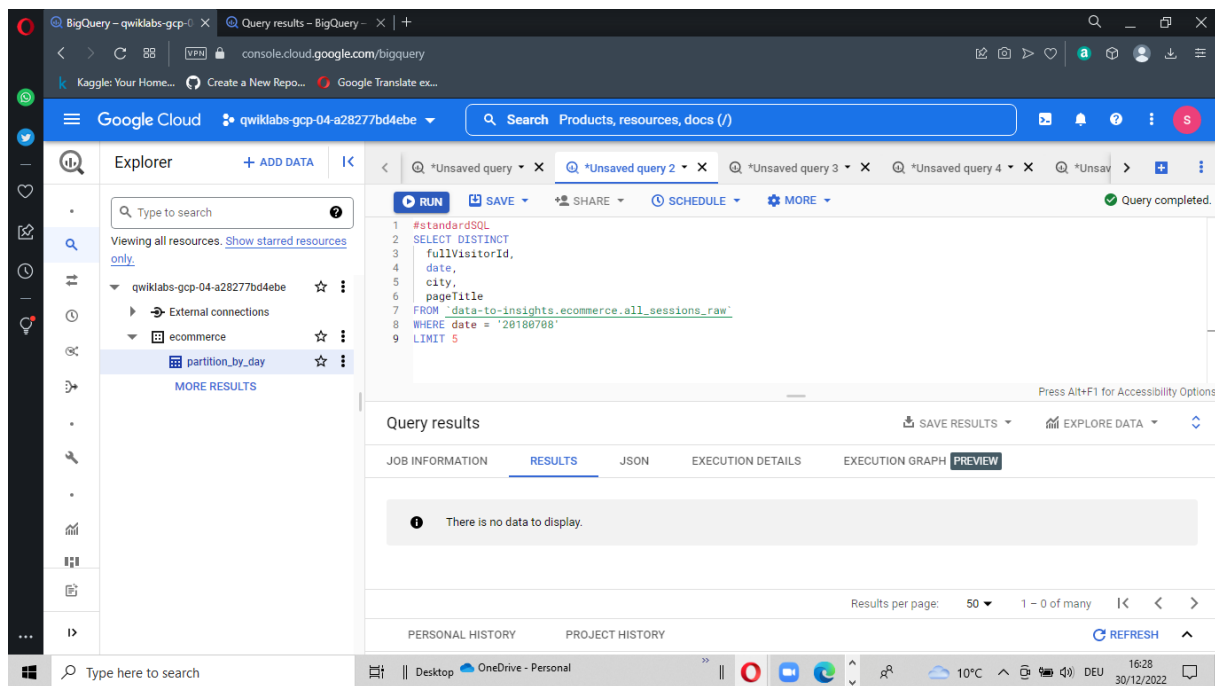 BigQuery – qwiklabs-gcp-0 Query results – BigQuery –
VPN console.cloud.google.com/bigquery
Kaggle: Your Home... Create a New Repo... Google Translate ex...
Google Cloud qwiklabs-gcp-04-a28277bd4ebe Search Products, resources, docs (/) S
Explorer + ADD DATA
*Unsaved query *Unsaved query 2 *Unsaved query 3 *Unsaved query 4 *Unsav
RUN SAVE SHARE SCHEDULE MORE Query completed.
Type to search
Viewing all resources. Show starred resources
only.
qwiklabs-gcp-04-a28277bd4ebe
External connections
ecommerce
partition_by_day
MORE RESULTS
1 #standardSQL
2 SELECT DISTINCT
3 fullVisitorId,
4 date,
5 city,
6 pageTitle
7 FROM `data-to-insights.ecommerce.all_sessions_raw`
8 WHERE date = '20180708'
9 LIMIT 5
Press Alt+F1 for Accessibility Options
Query results SAVE RESULTS EXPLORE DATA
JOB INFORMATION RESULTS JSON EXECUTION DETAILS EXECUTION GRAPH PREVIEW
There is no data to display.
Results per page: 50 1 – 0 of many
PERSONAL HISTORY PROJECT HISTORY REFRESH
Type here to search Desktop OneDrive - Personal 10°C DEU 16:28
30/12/2022